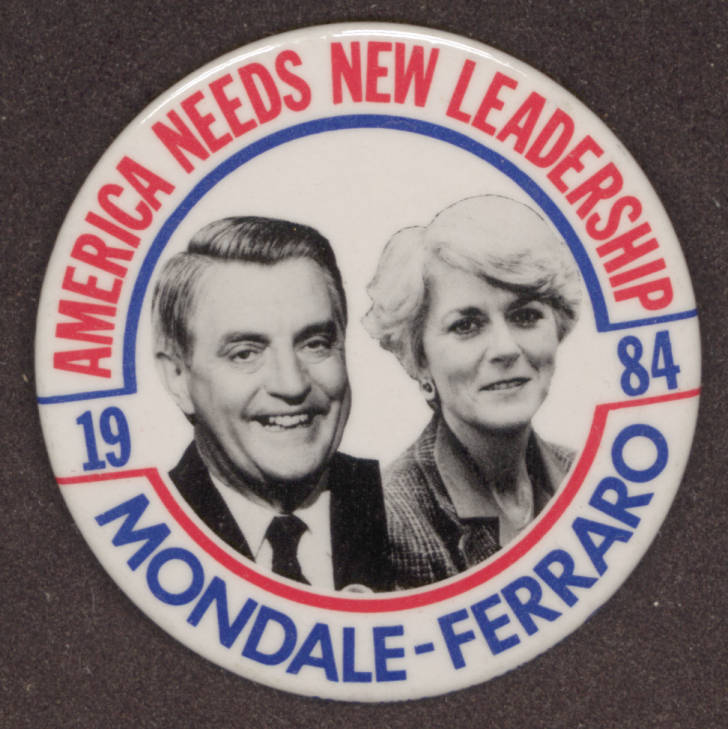 AMERICA NEEDS NEW LEADERSHIP
19 84
MONDALE-FERRARO